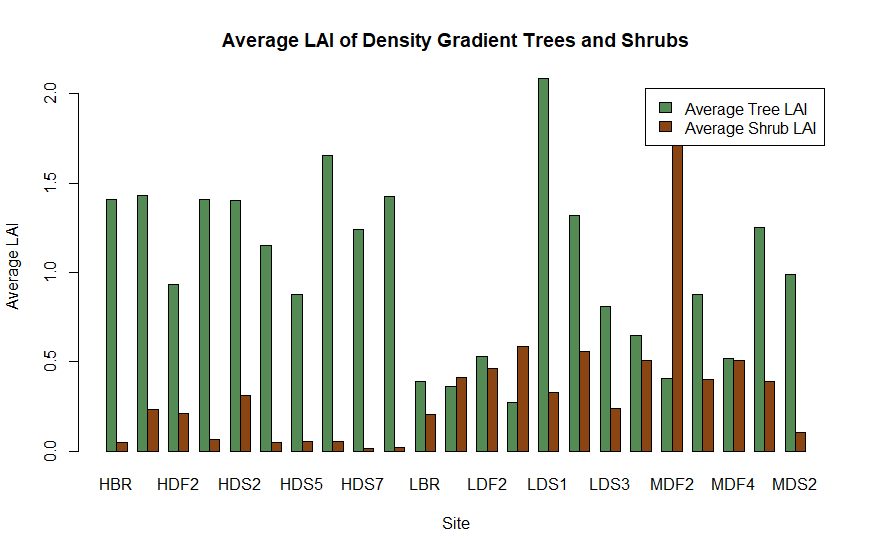 Average LAI of Density Gradient Trees and Shrubs
Average Tree LAI
Average Shrub LAI
2.0
1.5
1.0
0.5
0.0
Average LAI
HBR HDF2 HDS2 HDS5 HDS7 LBR LDF2 LDS1 LDS3 MDF2 MDF4 MDS2
Site